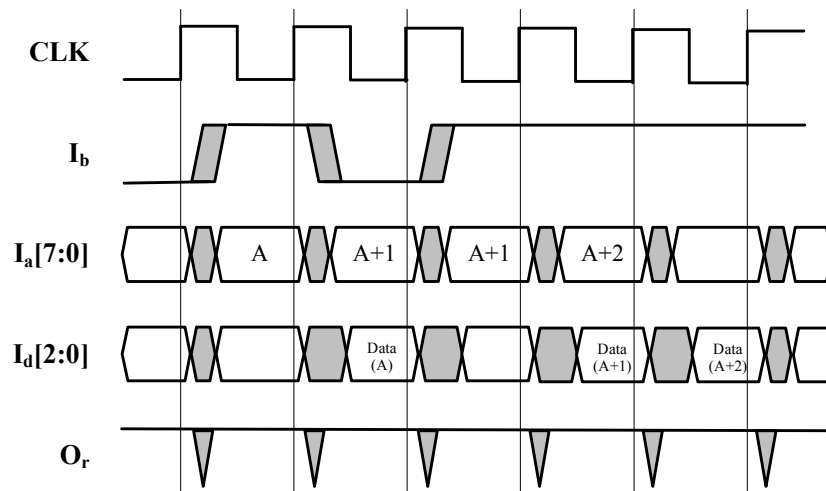 CLK
I_b
I_a[7:0]
A
A+1
A+1
A+2
I_d[2:0]
Data
(A)
Data
(A+1)
Data
(A+2)
O_r